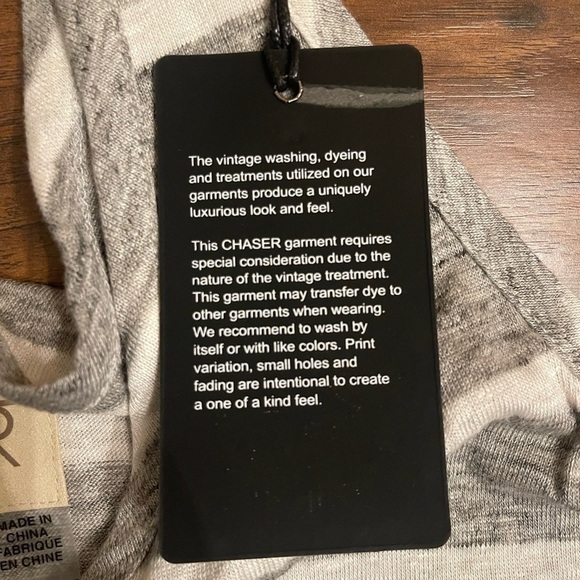 The vintage washing, dyeing
and treatments utilized on our
garments produce a uniquely
luxurious look and feel.
This CHASER garment requires
special consideration due to the
nature of the vintage treatment.
This garment may transfer dye to
other garments when wearing.
We recommend to wash by
itself or with like colors. Print
variation, small holes and
fading are intentional to create
a one of a kind feel.
R
MADE IN
CHINA
FABRIQUE
EN CHINE